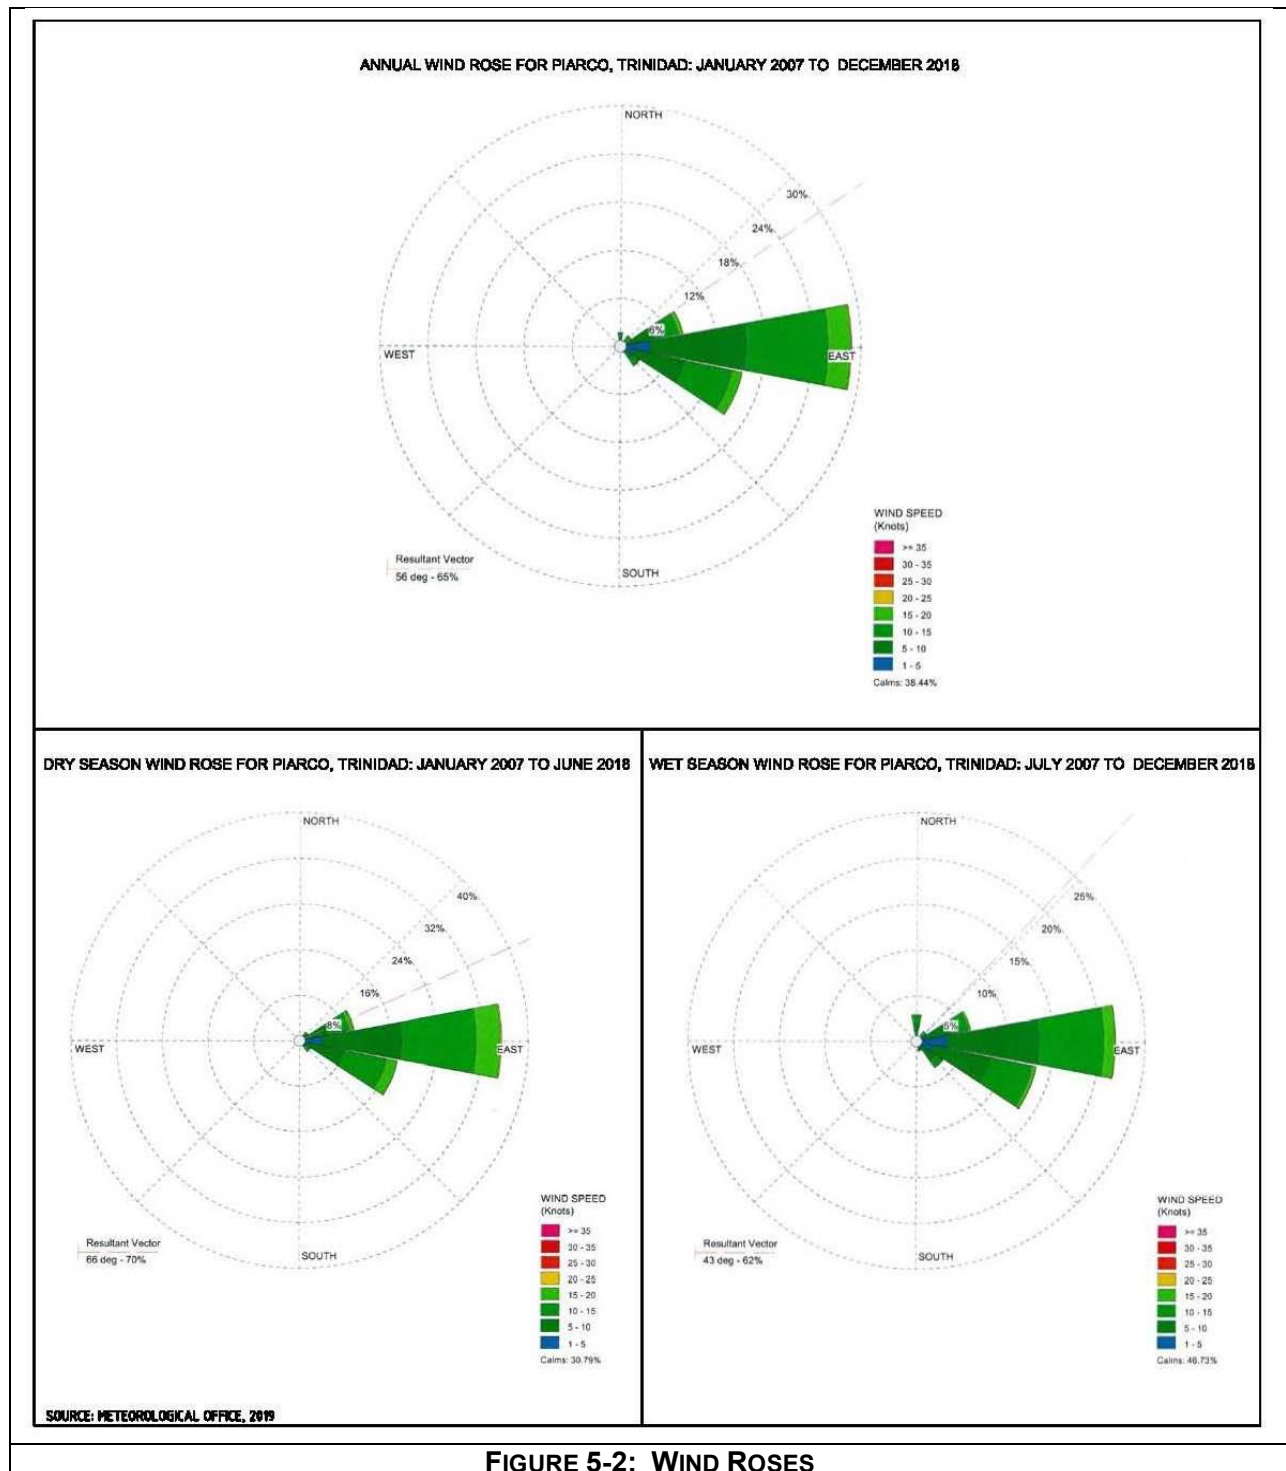 ANNUAL WIND ROSE FOR PIARCO, TRINIDAD: JANUARY 2007 TO DECEMBER 2018
NORTH
30%
24%
18%
12%
6%
WEST
EAST
SOUTH
Resultant Vector
56 deg - 65%
WIND SPEED
(Knots)
>= 35
30 - 35
25 - 30
20 - 25
15 - 20
10 - 15
5 - 10
1 - 5
Calms: 38.44%
DRY SEASON WIND ROSE FOR PIARCO, TRINIDAD: JANUARY 2007 TO JUNE 2018
NORTH
40%
32%
24%
16%
8%
WEST
EAST
SOUTH
Resultant Vector
66 deg - 70%
WIND SPEED
(Knots)
>= 35
30 - 35
25 - 30
20 - 25
15 - 20
10 - 15
5 - 10
1 - 5
Calms: 30.79%
SOURCE: METEOROLOGICAL OFFICE, 2019
WET SEASON WIND ROSE FOR PIARCO, TRINIDAD: JULY 2007 TO DECEMBER 2018
NORTH
25%
20%
15%
10%
5%
WEST
EAST
SOUTH
Resultant Vector
43 deg - 62%
WIND SPEED
(Knots)
>= 35
30 - 35
25 - 30
20 - 25
15 - 20
10 - 15
5 - 10
1 - 5
Calms: 46.73%
FIGURE 5-2: WIND ROSES